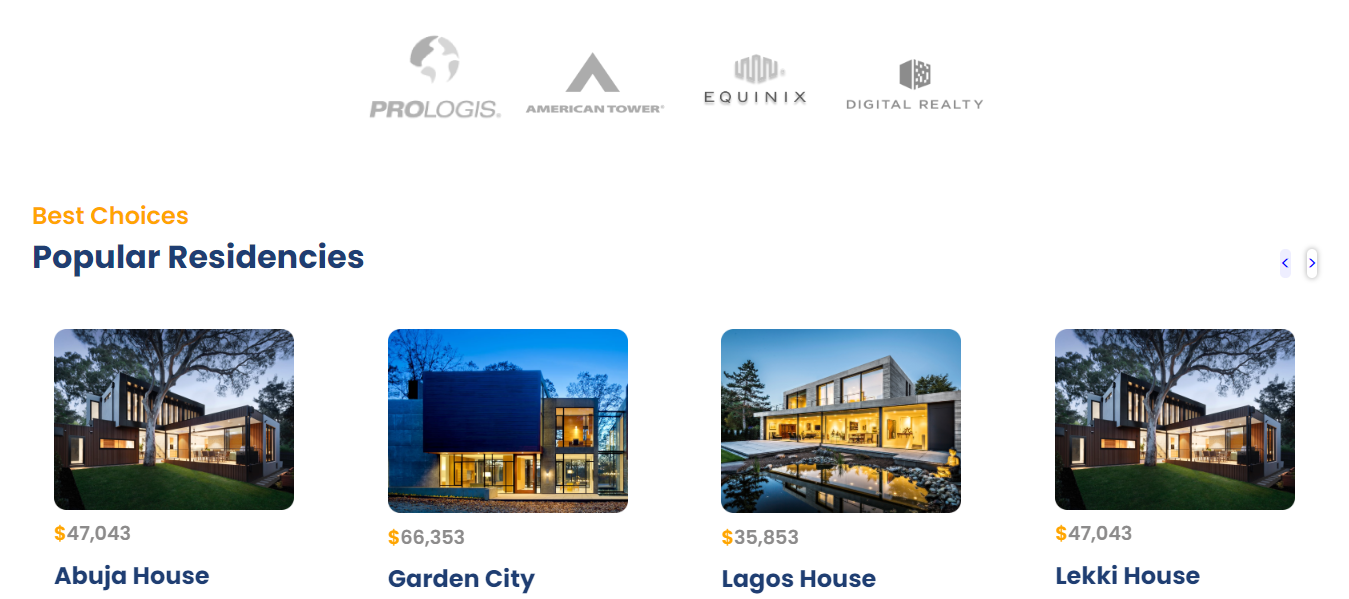 PROLOGIS®
AMERICAN TOWER®
EQUINIX
DIGITAL REALTY
Best Choices
Popular Residencies
< >
$47,043
Abuja House
$66,353
Garden City
$35,853
Lagos House
$47,043
Lekki House